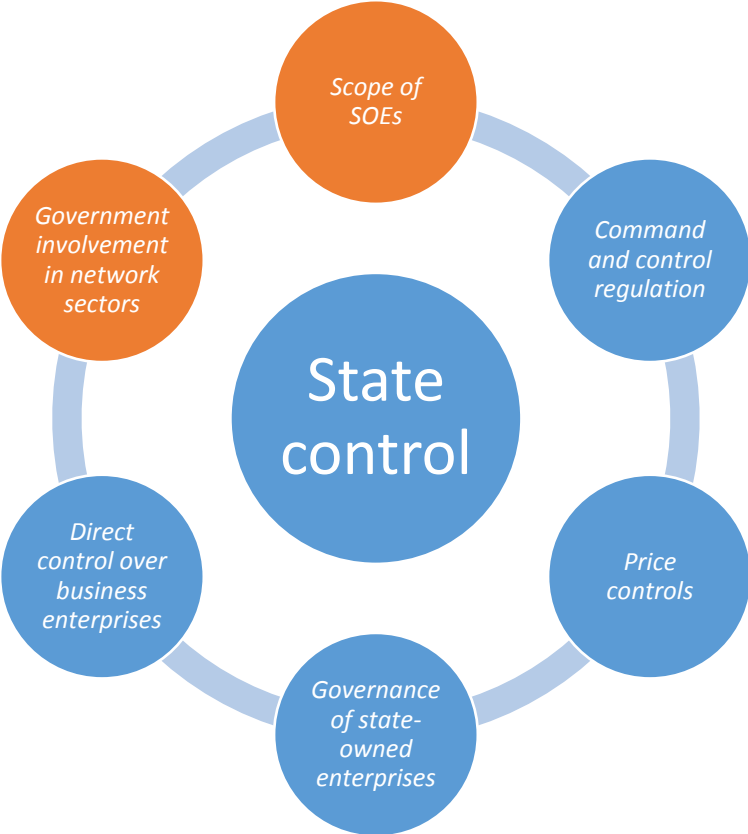 Scope of
SOEs
Command
and control
regulation
Price
controls
Governance
of state-
owned
enterprises
Direct
control over
business
enterprises
Government
involvement
in network
sectors
State
control